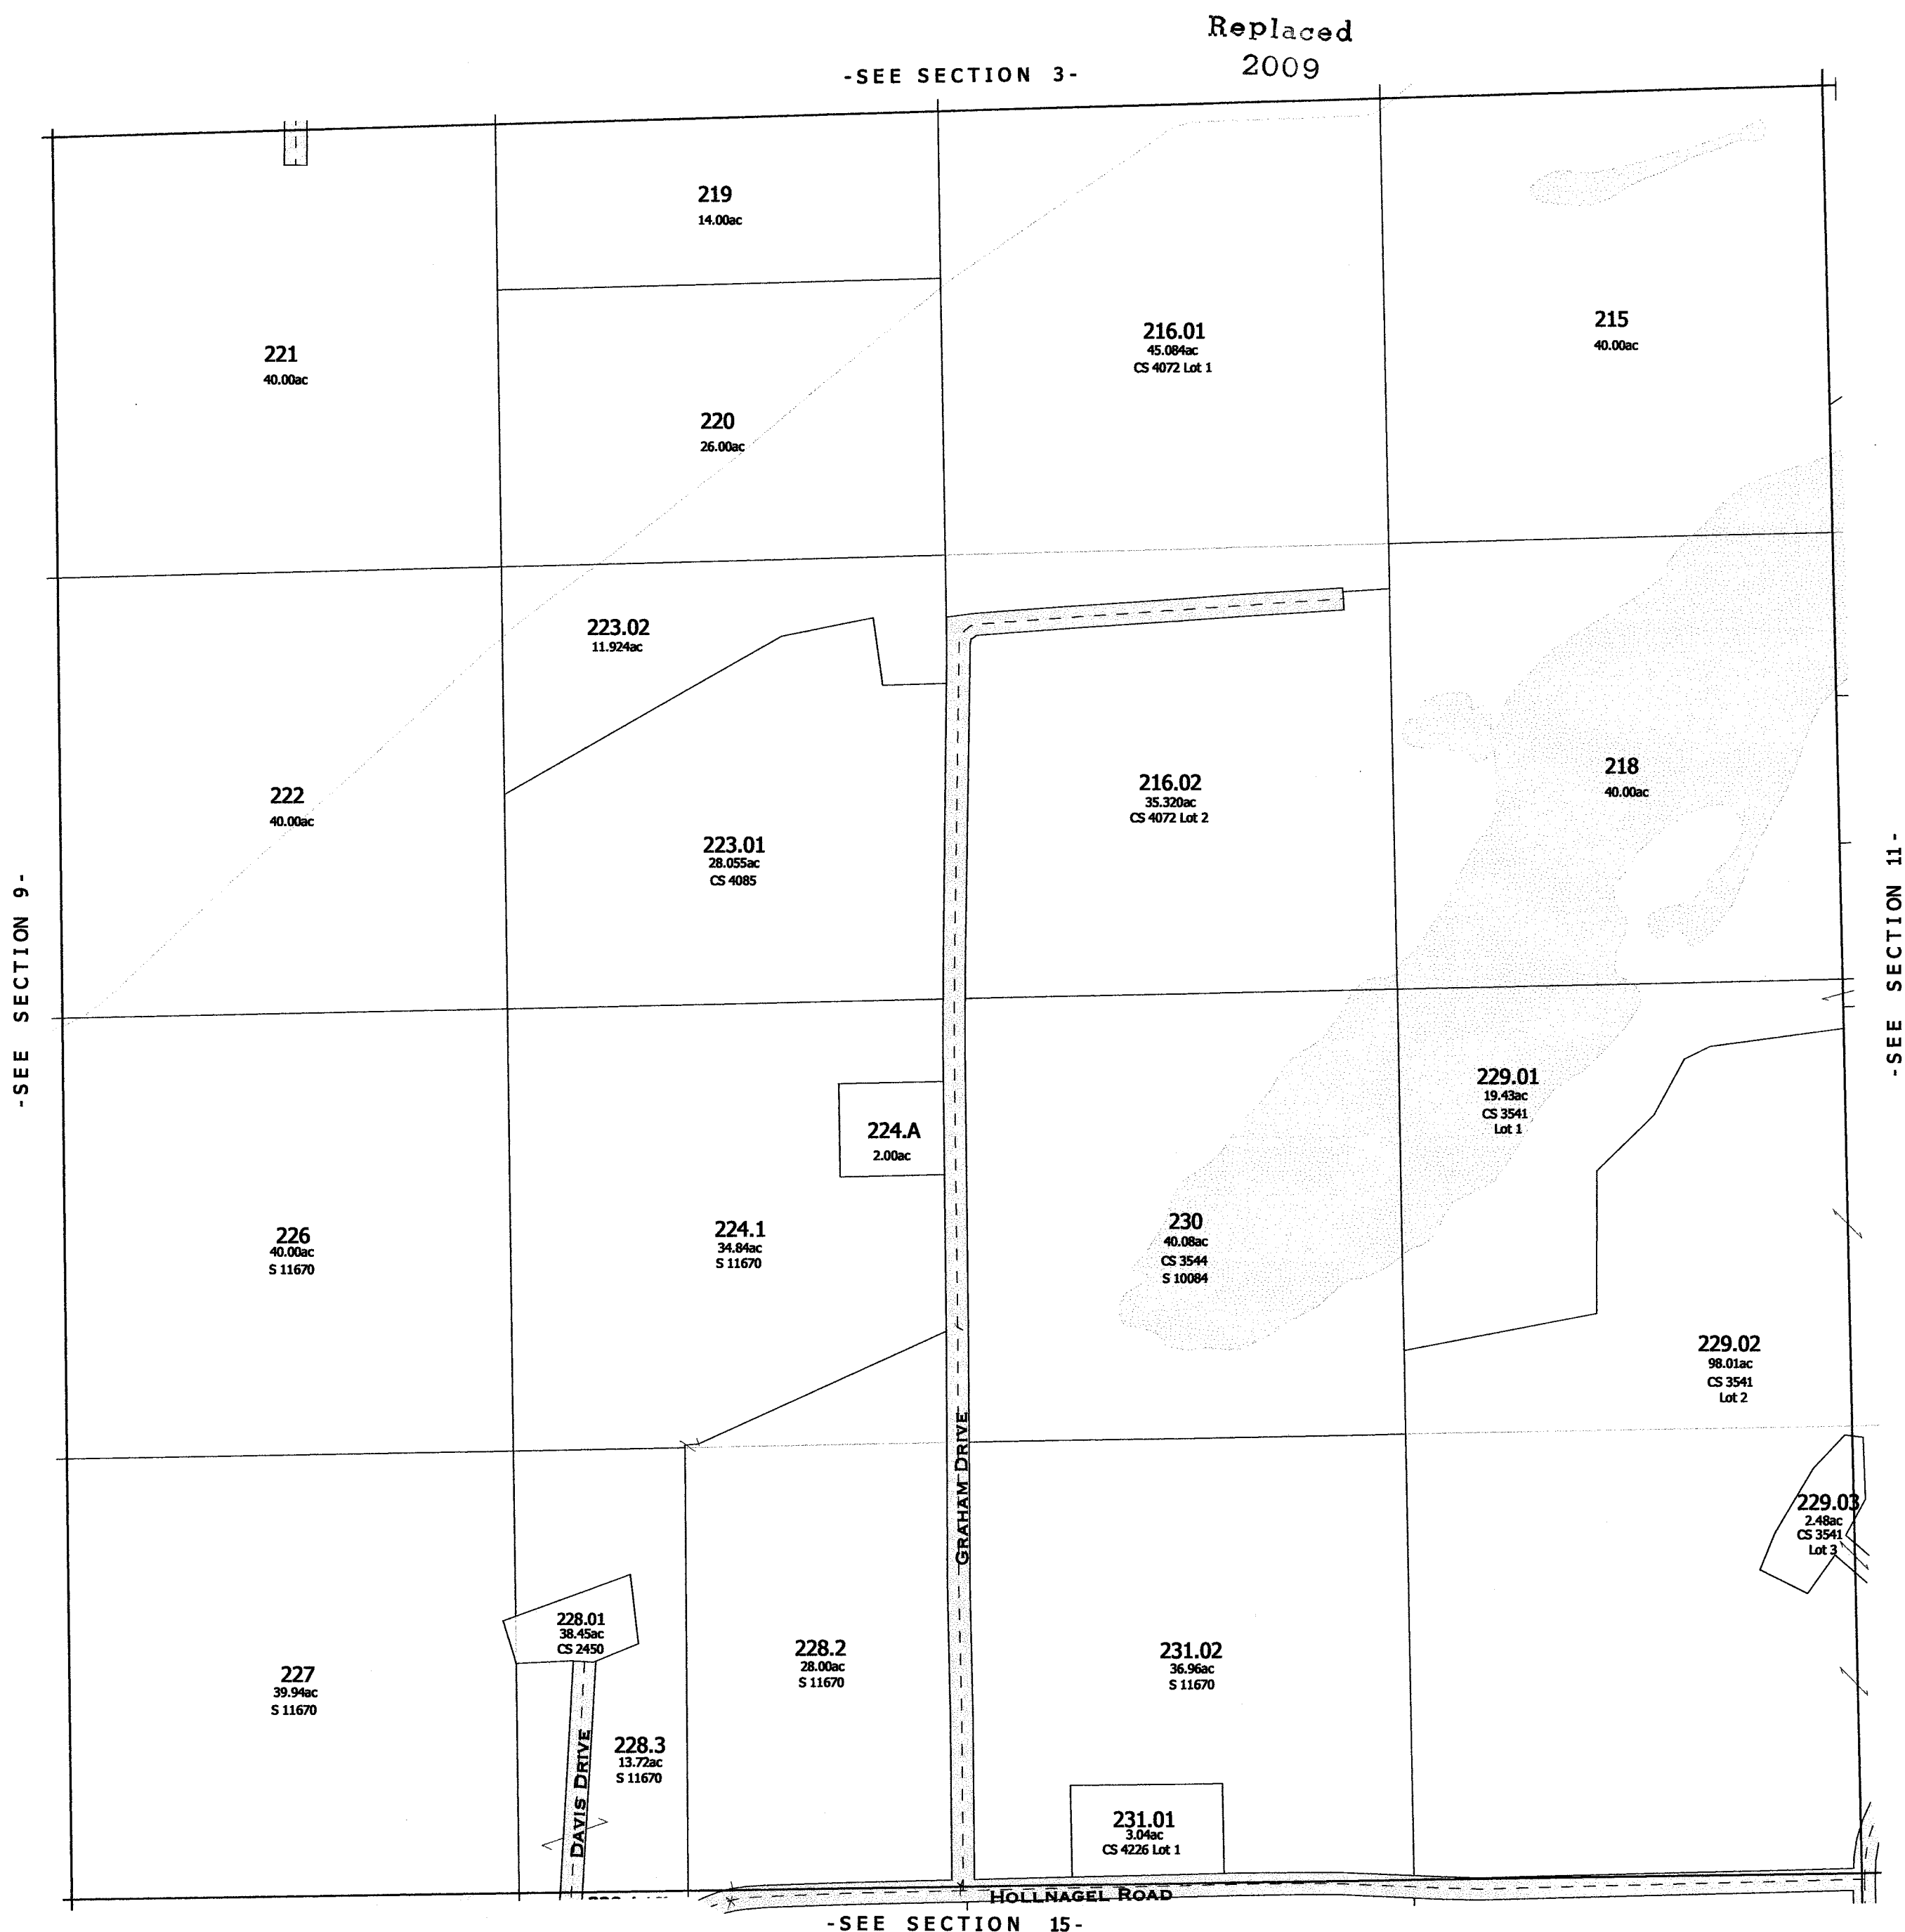 Replaced
2009
-SEE SECTION 3-
219
14.00ac
221
40.00ac
220
26.00ac
216.01
45.084ac
CS 4072 Lot 1
215
40.00ac
223.02
11.924ac
222
40.00ac
223.01
28.055ac
CS 4085
216.02
35.320ac
CS 4072 Lot 2
218
40.00ac
-SEE SECTION 9-
-SEE SECTION 11-
224.A
2.00ac
229.01
19.43ac
CS 3541
Lot 1
226
40.00ac
S 11670
224.1
34.84ac
S 11670
230
40.08ac
CS 3544
S 10084
229.02
98.01ac
CS 3541
Lot 2
GRAHAM DRIVE
229.03
2.48ac
CS 3541
Lot 3
228.01
38.45ac
CS 2450
227
39.94ac
S 11670
228.2
28.00ac
S 11670
231.02
36.96ac
S 11670
DAVIS DRIVE
228.3
13.72ac
S 11670
231.01
3.04ac
CS 4226 Lot 1
HOLLNAGEL ROAD
-SEE SECTION 15-